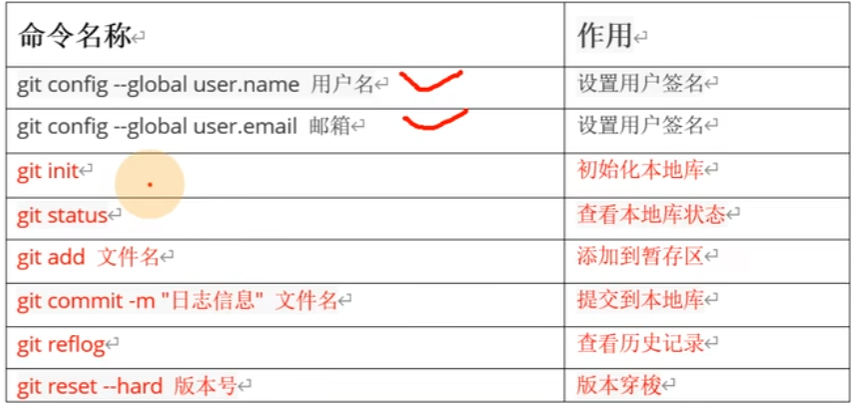 命令名称 作用
git config --global user.name 用户名 设置用户签名
git config --global user.email 邮箱 设置用户签名
git init 初始化本地库
git status 查看本地库状态
git add 文件名 添加到暂存区
git commit -m "日志信息" 文件名 提交到本地库
git reflog 查看历史记录
git reset --hard 版本号 版本穿梭